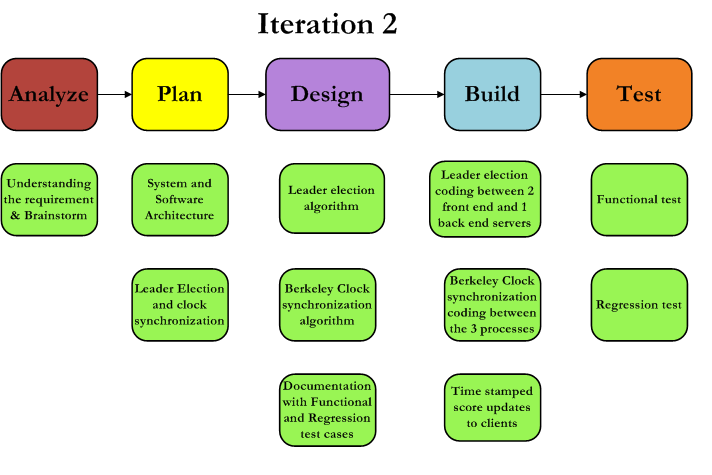 Iteration 2
Analyze
Plan
Design
Build
Test
Understanding
the requirement
& Brainstorm
System and
Software
Architecture
Leader election
algorithm
Leader election
coding between 2
front end and 1
back end servers
Functional test
Leader Election
and clock
synchronization
Berkeley Clock
synchronization
algorithm
Berkeley Clock
synchronization
coding between
the 3 processes
Regression test
Documentation
with Functional
and Regression
test cases
Time stamped
score updates
to clients